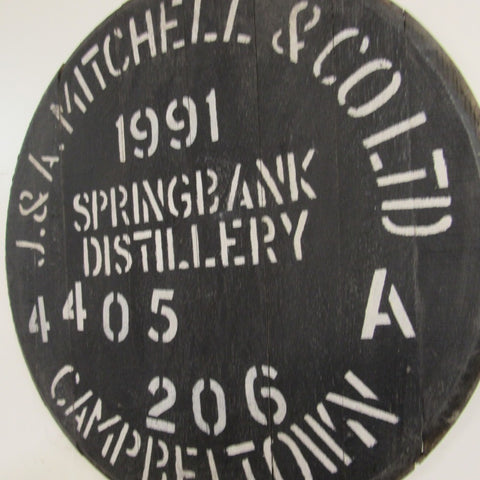 J. & A. MITCHELL & CO LTD
1991
SPRINGBANK
DISTILLERY
4405 A
206
CAMPBELTOWN